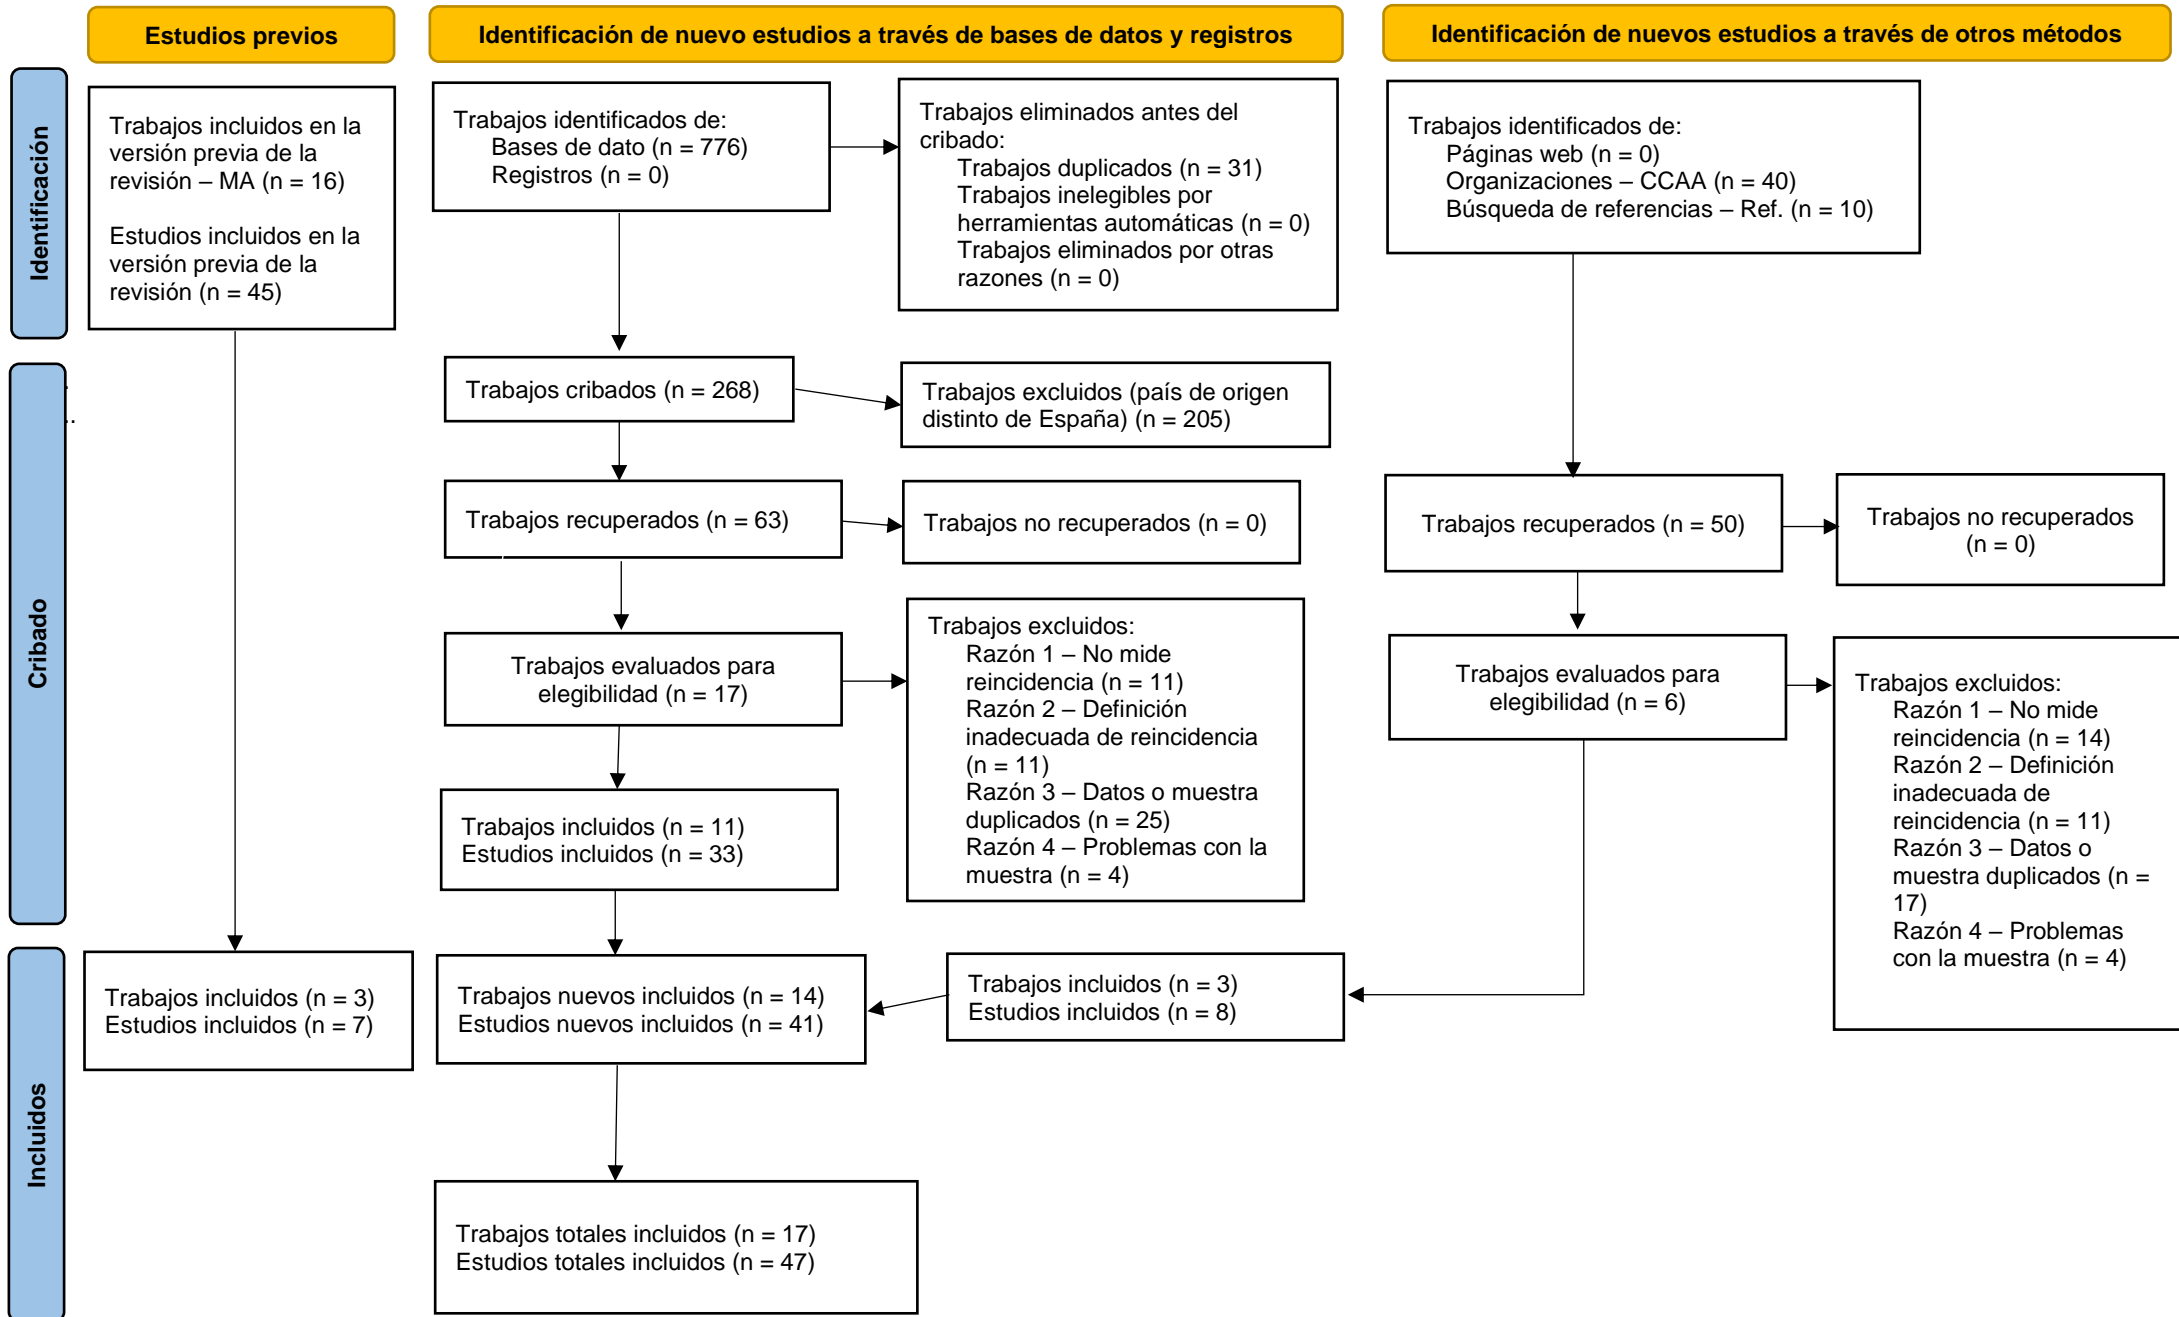 Estudios previos
Identificación de nuevo estudios a través de bases de datos y registros
Identificación de nuevos estudios a través de otros métodos
Identificación
Trabajos incluidos en la
versión previa de la
revisión – MA (n = 16)
Estudios incluidos en la
versión previa de la
revisión (n = 45)
Trabajos identificados de:
Bases de dato (n = 776)
Registros (n = 0)
Trabajos eliminados antes del
cribado:
Trabajos duplicados (n = 31)
Trabajos inelegibles por
herramientas automáticas (n = 0)
Trabajos eliminados por otras
razones (n = 0)
Trabajos identificados de:
Páginas web (n = 0)
Organizaciones – CCAA (n = 40)
Búsqueda de referencias – Ref. (n = 10)
Cribado
Trabajos cribados (n = 268)
Trabajos excluidos (país de origen
distinto de España) (n = 205)
Trabajos recuperados (n = 63)
Trabajos no recuperados (n = 0)
Trabajos recuperados (n = 50)
Trabajos no recuperados
(n = 0)
Trabajos evaluados para
elegibilidad (n = 17)
Trabajos excluidos:
Razón 1 – No mide
reincidencia (n = 11)
Razón 2 – Definición
inadecuada de reincidencia
(n = 11)
Razón 3 – Datos o muestra
duplicados (n = 25)
Razón 4 – Problemas con la
muestra (n = 4)
Trabajos evaluados para
elegibilidad (n = 6)
Trabajos excluidos:
Razón 1 – No mide
reincidencia (n = 14)
Razón 2 – Definición
inadecuada de
reincidencia (n = 11)
Razón 3 – Datos o
muestra duplicados (n =
17)
Razón 4 – Problemas
con la muestra (n = 4)
Trabajos incluidos (n = 11)
Estudios incluidos (n = 33)
Incluidos
Trabajos incluidos (n = 3)
Estudios incluidos (n = 7)
Trabajos nuevos incluidos (n = 14)
Estudios nuevos incluidos (n = 41)
Trabajos incluidos (n = 3)
Estudios incluidos (n = 8)
Trabajos totales incluidos (n = 17)
Estudios totales incluidos (n = 47)